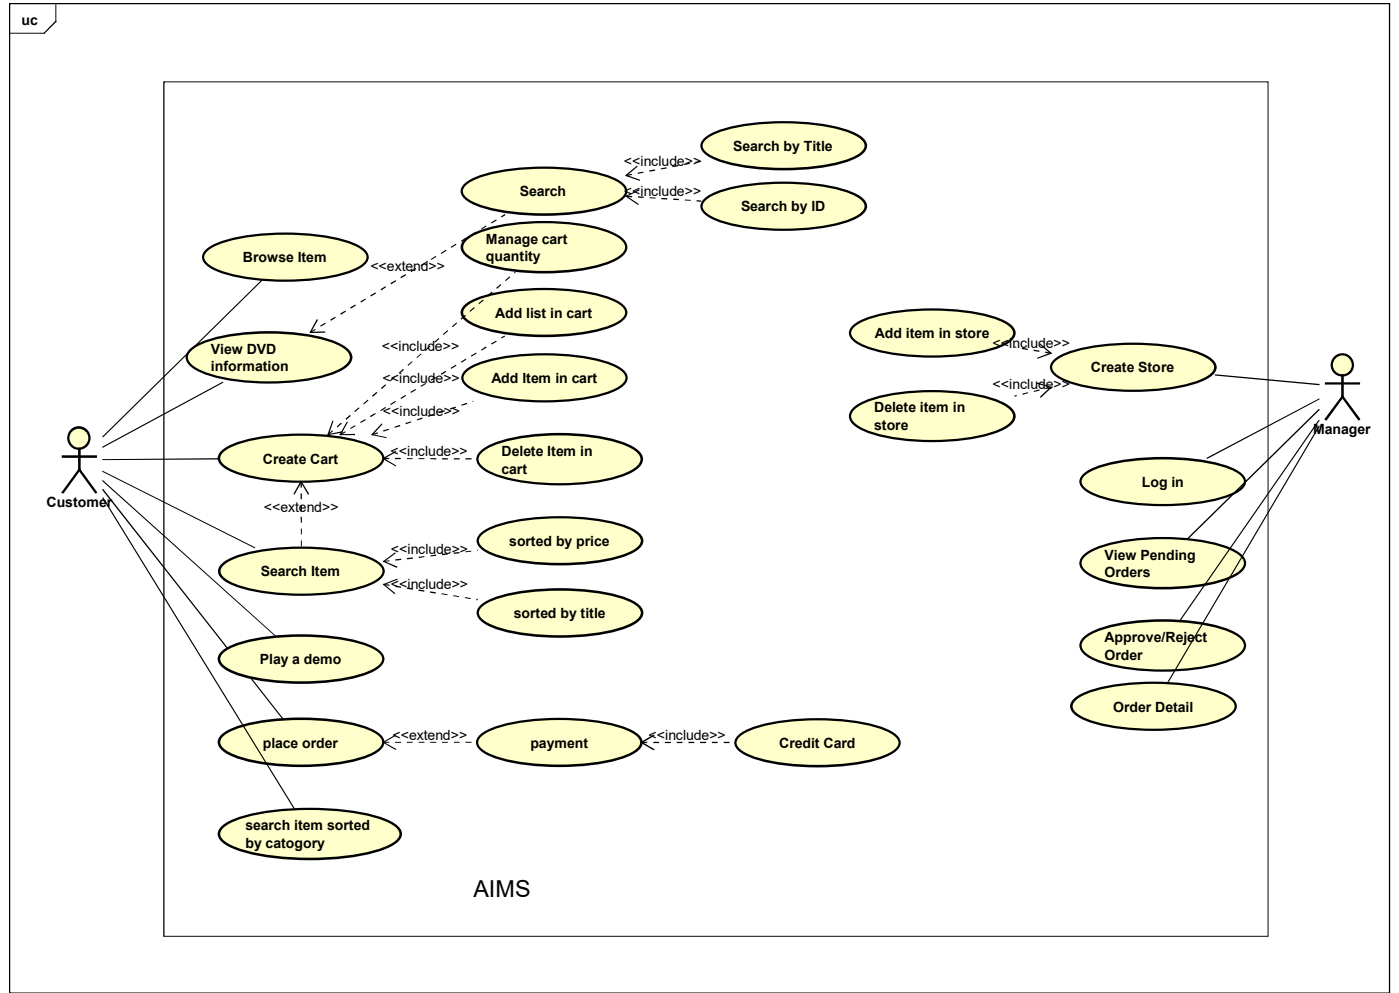 uc
Search by Title
<<include>>
Search
<<include>>
Search by ID
Manage cart
quantity
Browse Item
<<extend>>
Add list in cart
Add item in store
<<include>>
View DVD
information
<<include>>
Create Store
<<include>>
Add Item in cart
<<include>>
<<include>>
Delete item in
store
Manager
Create Cart
<<include>>
Delete Item in
cart
Log in
Customer
<<extend>>
Search Item
<<include>>
sorted by price
<<include>>
sorted by title
View Pending
Orders
Play a demo
Approve/Reject
Order
Order Detail
place order
<<extend>>
payment
<<include>>
Credit Card
search item sorted
by catogory
AIMS